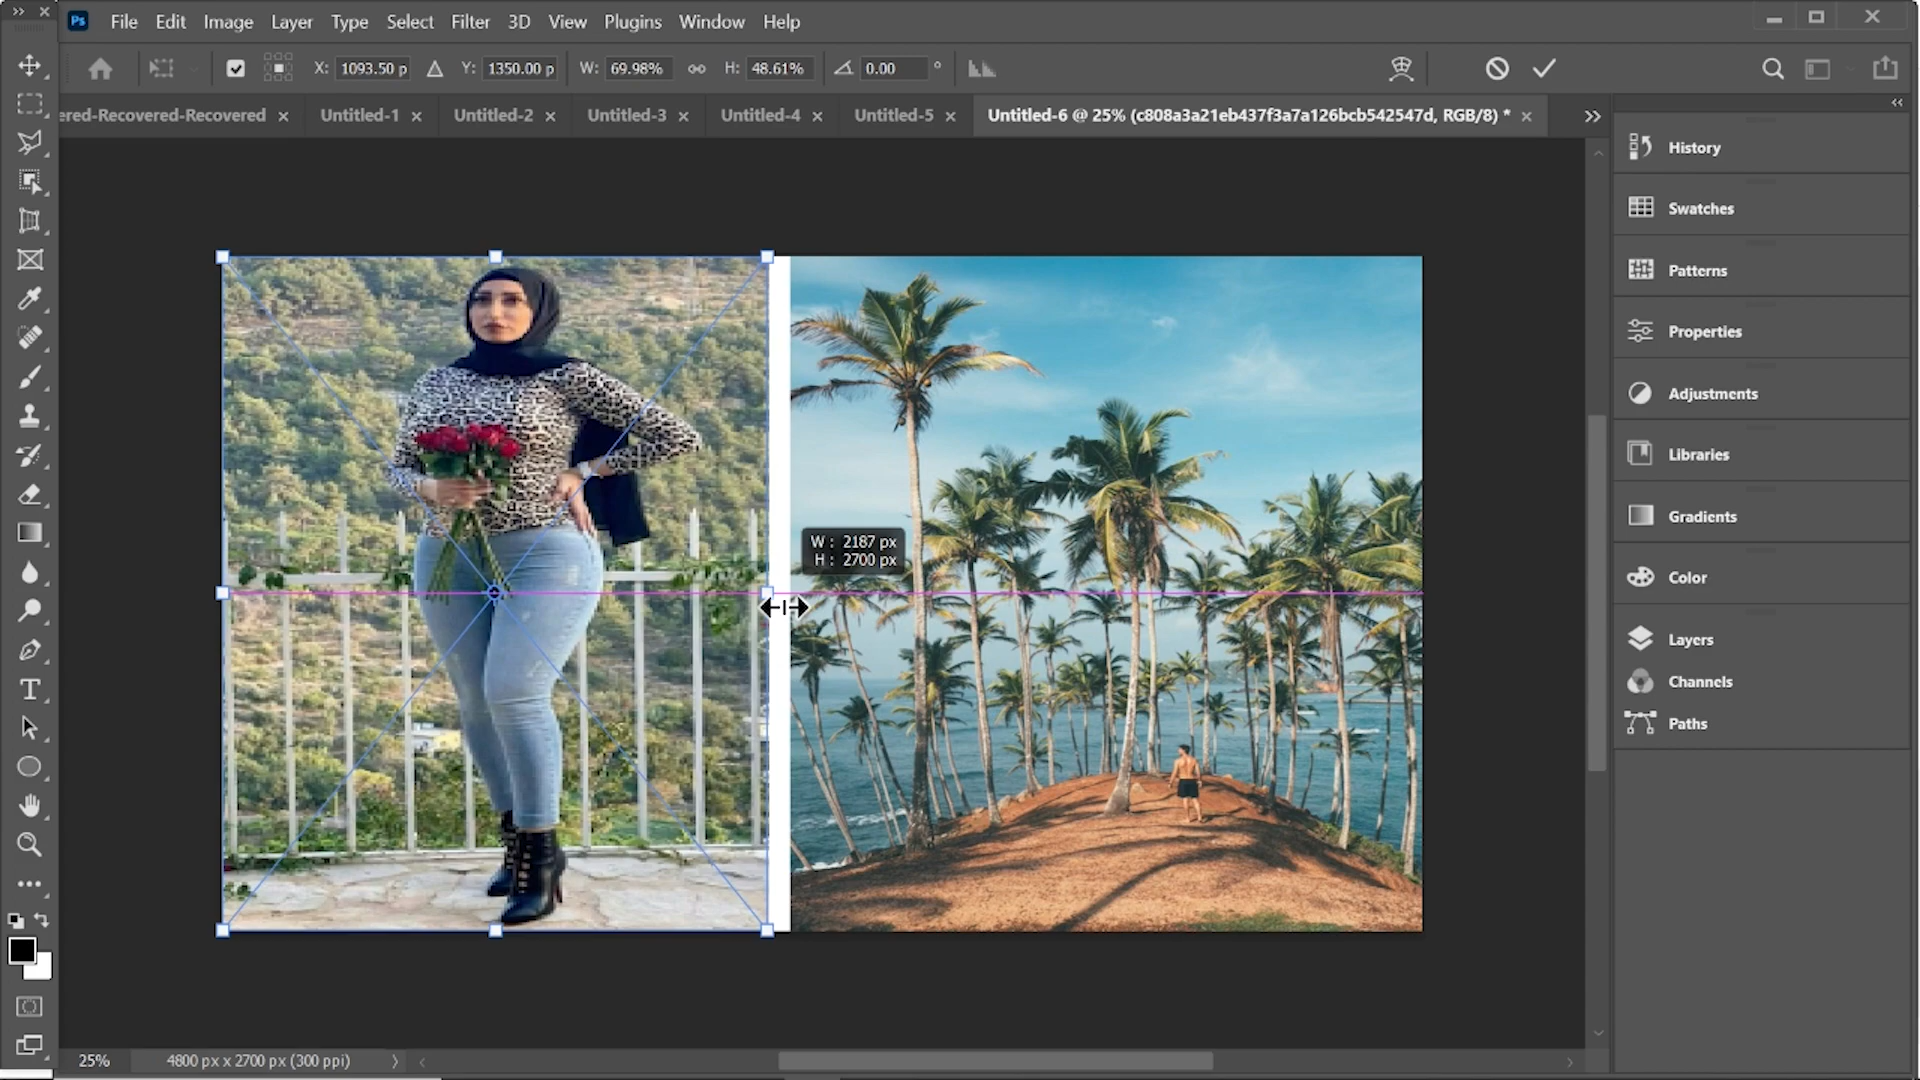 Ps File Edit Image Layer Type Select Filter 3D View Plugins Window Help
X: 1093.50 p Y: 1350.00 p W: 69.98% H: 48.61% 0.00 °
ered-Recovered-Recovered × Untitled-1 × Untitled-2 × Untitled-3 × Untitled-4 × Untitled-5 × Untitled-6 @ 25% (c808a3a21eb437f3a7a126bcb542547d, RGB/8) * ×
History
Swatches
Patterns
Properties
Adjustments
Libraries
Gradients
Color
Layers
Channels
Paths
W : 2187 px
H : 2700 px
25% 4800 px x 2700 px (300 ppi)